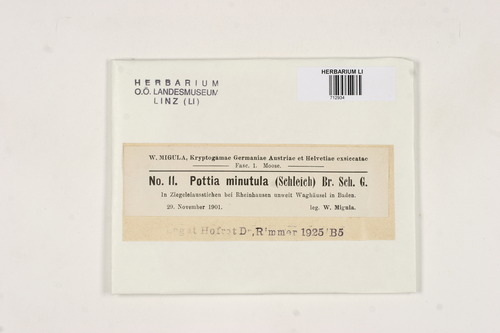 HERBARIUM
O.Ö. LANDESMUSEUM
LINZ (LI)
HERBARIUM LI
712934
W. MIGULA, Kryptogamae Germaniae Austriae et Helvetiae exsiccatae
Fasc. 1. Moose.
No. 11. Pottia minutula (Schleich) Br. Sch. G.
In Ziegeleiausstichen bei Rheinhausen unweit Waghäusel in Baden.
29. November 1901. leg. W. Migula.
Hofrat Dr. Rimmer 1925/B5